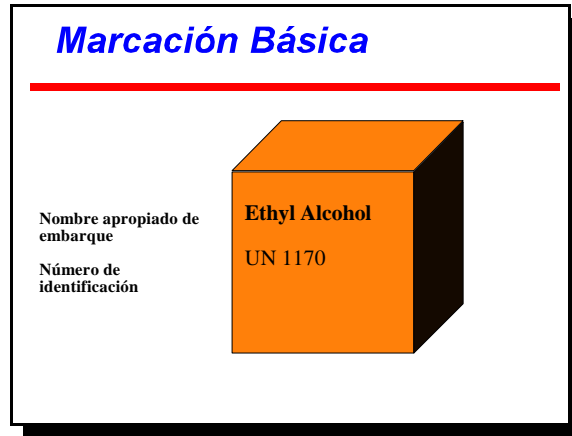 Marcación Básica
Nombre apropiado de
embarque
Número de
identificación
Ethyl Alcohol
UN 1170